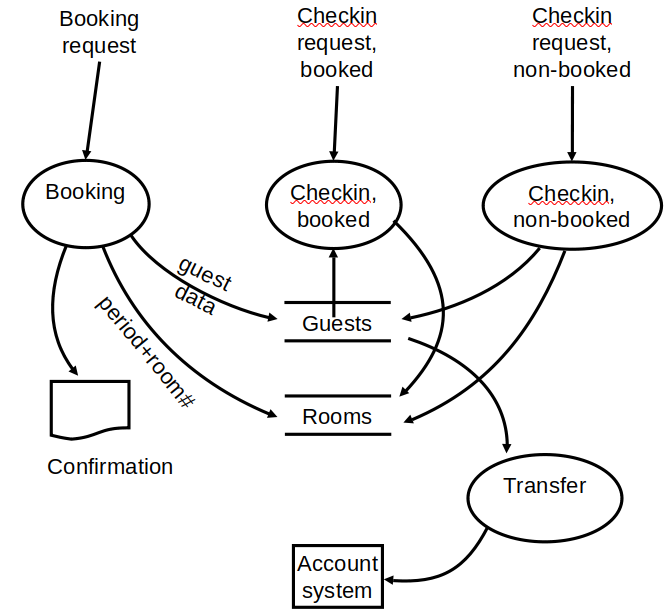 Booking
request
Checkin
request,
booked
Checkin
request,
non-booked
Booking
Checkin,
booked
Checkin,
non-booked
guest
data
period+room#
Guests
Rooms
Confirmation
Transfer
Account
system